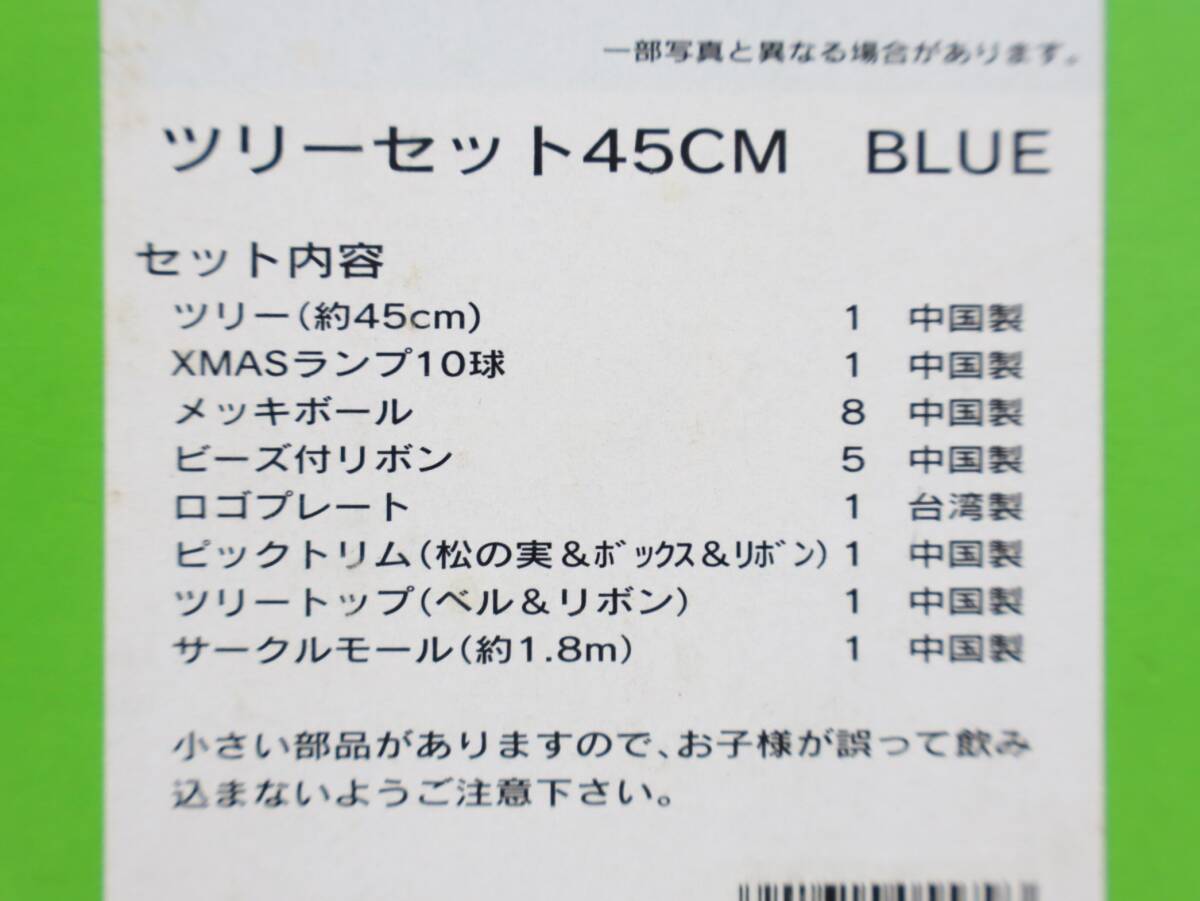 一部写真と異なる場合があります。
ツリーセット45CM　BLUE
セット内容
ツリー(約45cm) 1 中国製
XMASランプ10球 1 中国製
メッキボール 8 中国製
ビーズ付リボン 5 中国製
ロゴプレート 1 台湾製
ピックトリム(松の実&ﾎﾞｯｸｽ&ﾘﾎﾞﾝ) 1 中国製
ツリートップ(ベル&リボン) 1 中国製
サークルモール(約1.8m) 1 中国製
小さい部品がありますので、お子様が誤って飲み
込まないようご注意下さい。